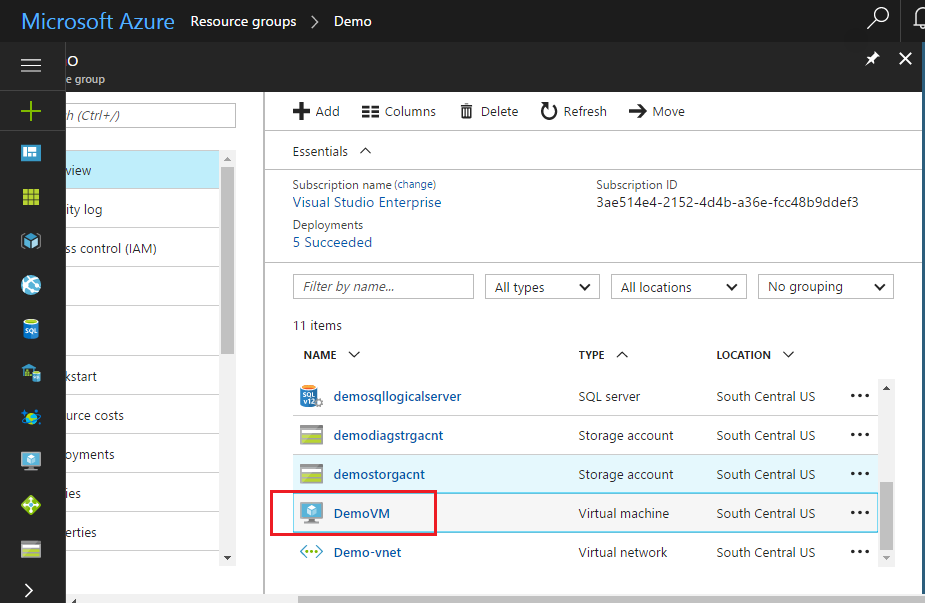 Microsoft Azure Resource groups > Demo
O
e group
h (Ctrl+/)
view
ity log
ss control (IAM)
kstart
urce costs
oyments
ies
erties
Add Columns Delete Refresh Move
Essentials
Subscription name (change)
Visual Studio Enterprise
Deployments
5 Succeeded
Subscription ID
3ae514e4-2152-4d4b-a36e-fcc48b9ddef3
Filter by name... All types All locations No grouping
11 items
NAME TYPE LOCATION
SQL v12 demosqllogicalserver SQL server South Central US ...
demodiagstrgacnt Storage account South Central US ...
demostorgacnt Storage account South Central US ...
DemoVM Virtual machine South Central US ...
Demo-vnet Virtual network South Central US ...
SQL